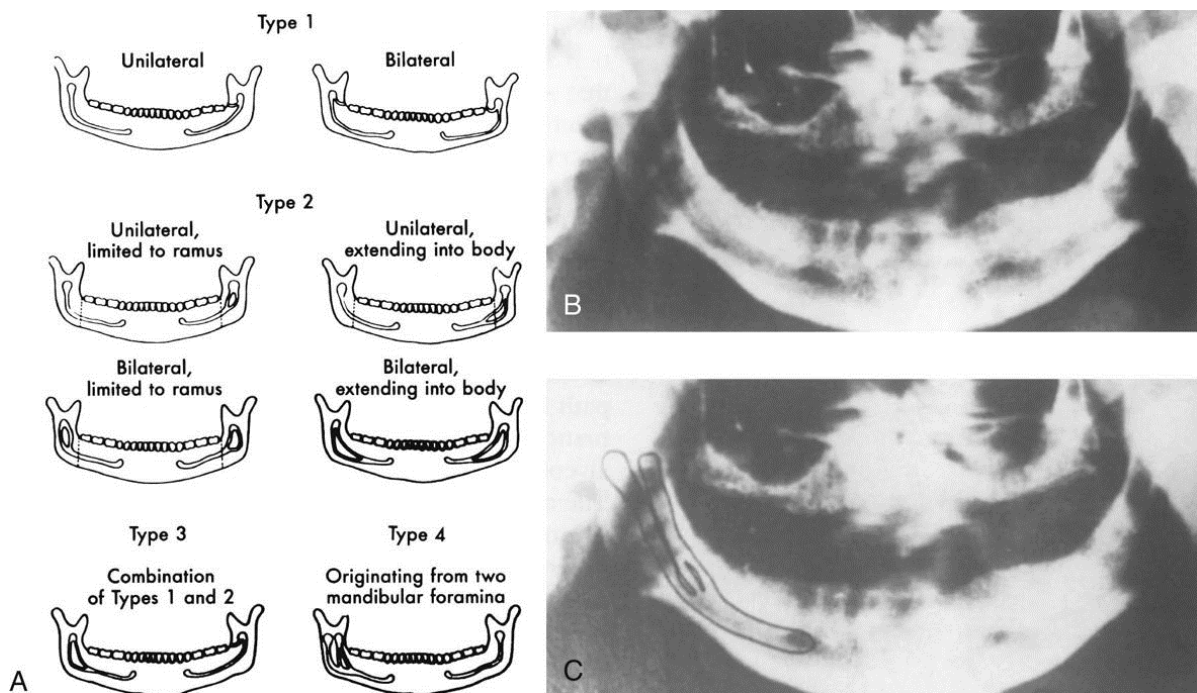 Type 1
Unilateral
Bilateral
Type 2
Unilateral,
limited to ramus
Unilateral,
extending into body
Bilateral,
limited to ramus
Bilateral,
extending into body
Type 3
Type 4
Combination
of Types 1 and 2
Originating from two
mandibular foramina
A
B
C